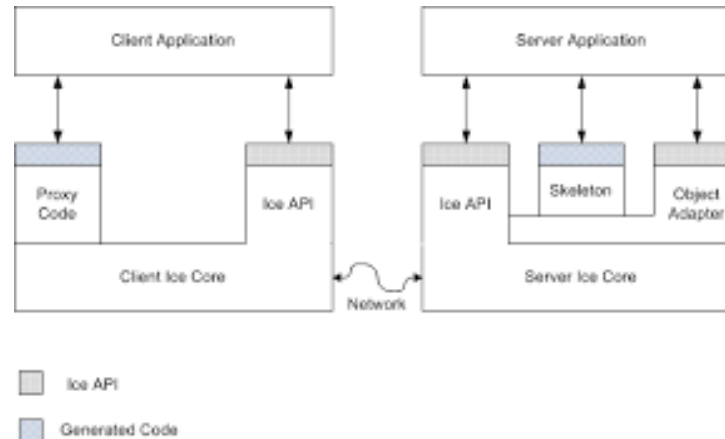 Client Application
Server Application
Proxy
Code
Ice API
Ice API
Skeleton
Object
Adapter
Client Ice Core
Network
Server Ice Core
Ice API
Generated Code